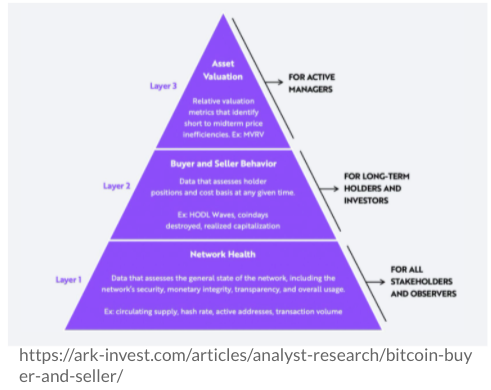 Asset
Valuation
Layer 3
FOR ACTIVE
MANAGERS
Relative valuation
metrics that identify
short to midterm price
inefficiencies. Ex: MVRV
Buyer and Seller Behavior
Layer 2
Data that assesses holder
positions and cost basis at any given time.
FOR LONG-TERM
HOLDERS AND
INVESTORS
Ex: HODL Waves, coindays
destroyed, realized capitalization
Network Health
Layer 1
Data that assesses the general state of the network, including the
network's security, monetary integrity, transparency, and overall usage.
FOR ALL
STAKEHOLDERS
AND OBSERVERS
Ex: circulating supply, hash rate, active addresses, transaction volume
https://ark-invest.com/articles/analyst-research/bitcoin-buy
er-and-seller/